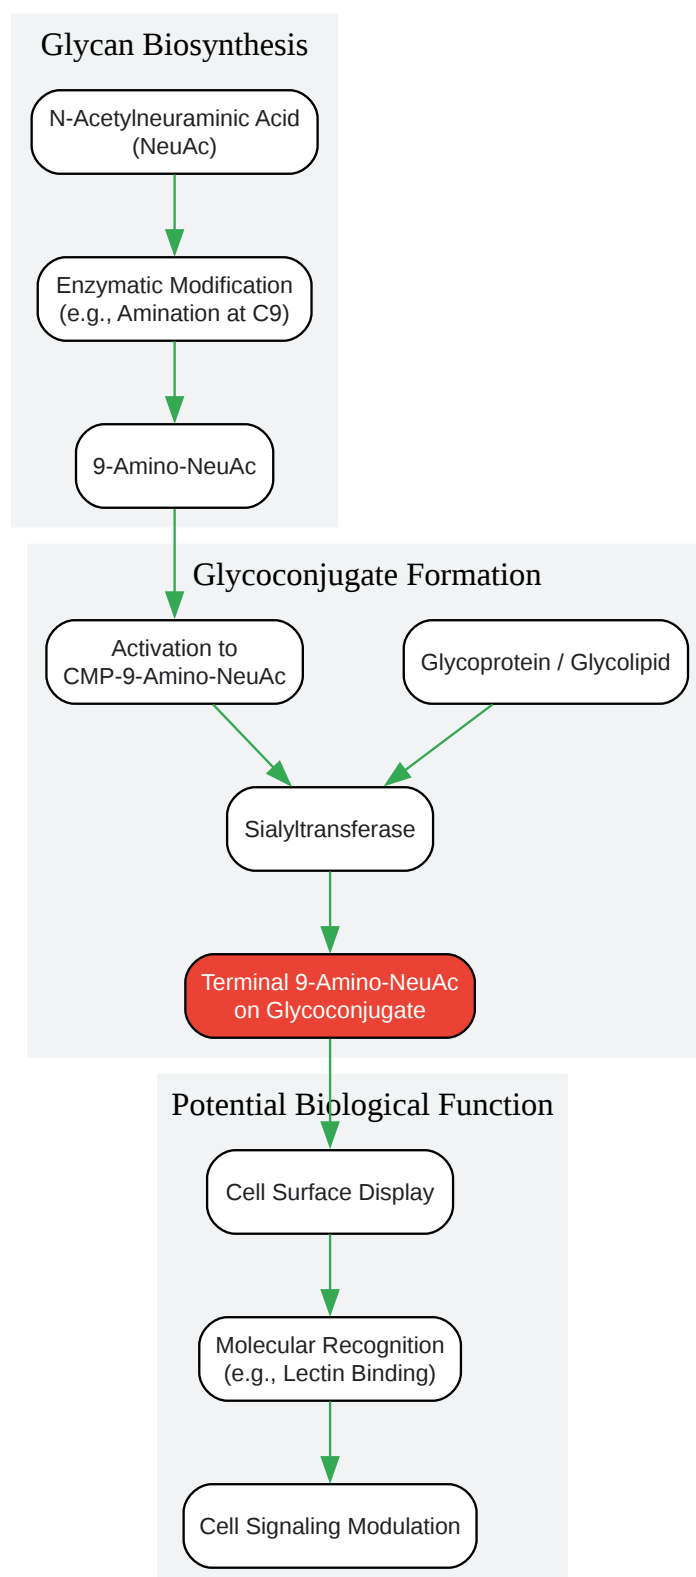 Glycan Biosynthesis
N-Acetylneuraminic Acid
(NeuAc)
Enzymatic Modification
(e.g., Amination at C9)
9-Amino-NeuAc
Glycoconjugate Formation
Activation to
CMP-9-Amino-NeuAc
Glycoprotein / Glycolipid
Sialyltransferase
Terminal 9-Amino-NeuAc
on Glycoconjugate
Potential Biological Function
Cell Surface Display
Molecular Recognition
(e.g., Lectin Binding)
Cell Signaling Modulation